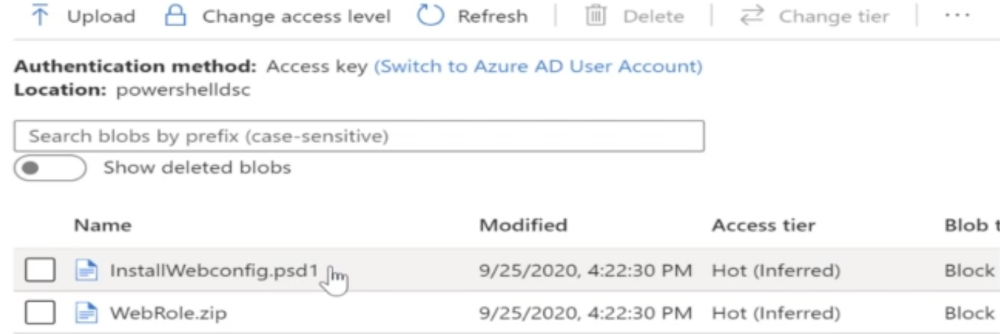 Upload Change access level Refresh Delete Change tier ...
Authentication method: Access key (Switch to Azure AD User Account)
Location: powershelldsc
Search blobs by prefix (case-sensitive)
Show deleted blobs
Name Modified Access tier Blob t
InstallWebconfig.psd1 9/25/2020, 4:22:30 PM Hot (Inferred) Block
WebRole.zip 9/25/2020, 4:22:30 PM Hot (Inferred) Block